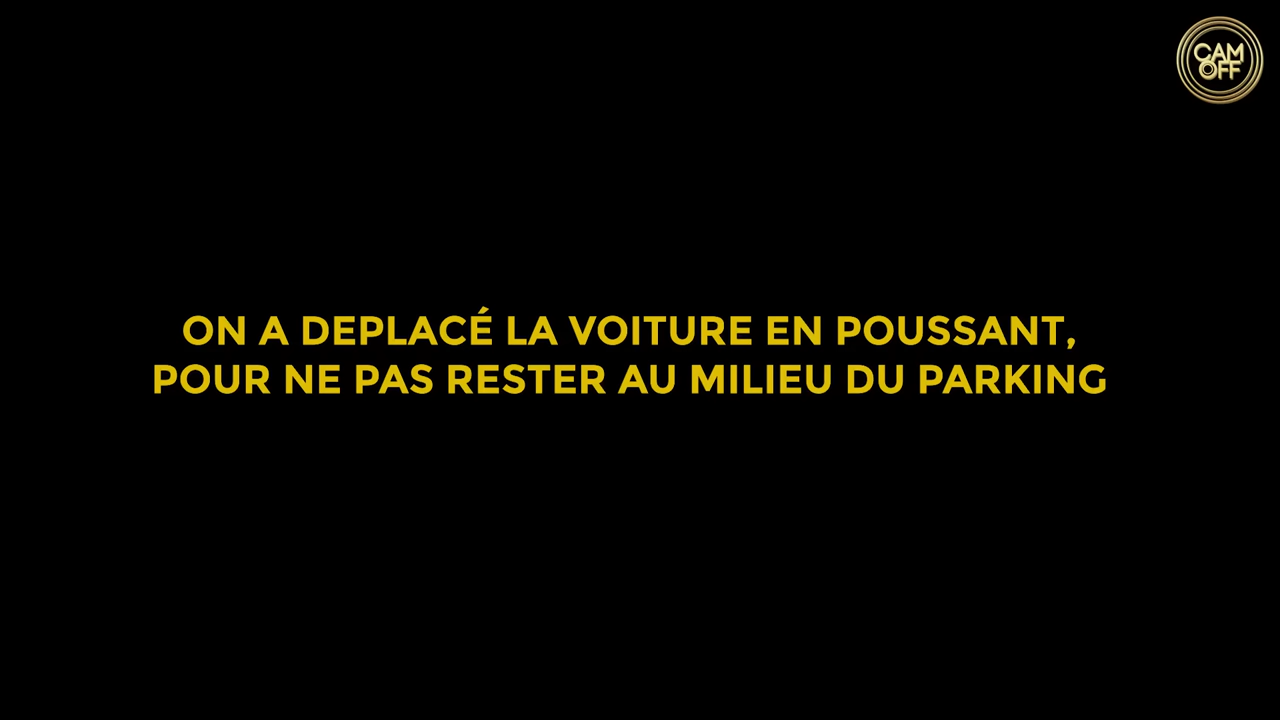 CAM
OFF
ON A DEPLACÉ LA VOITURE EN POUSSANT,
POUR NE PAS RESTER AU MILIEU DU PARKING